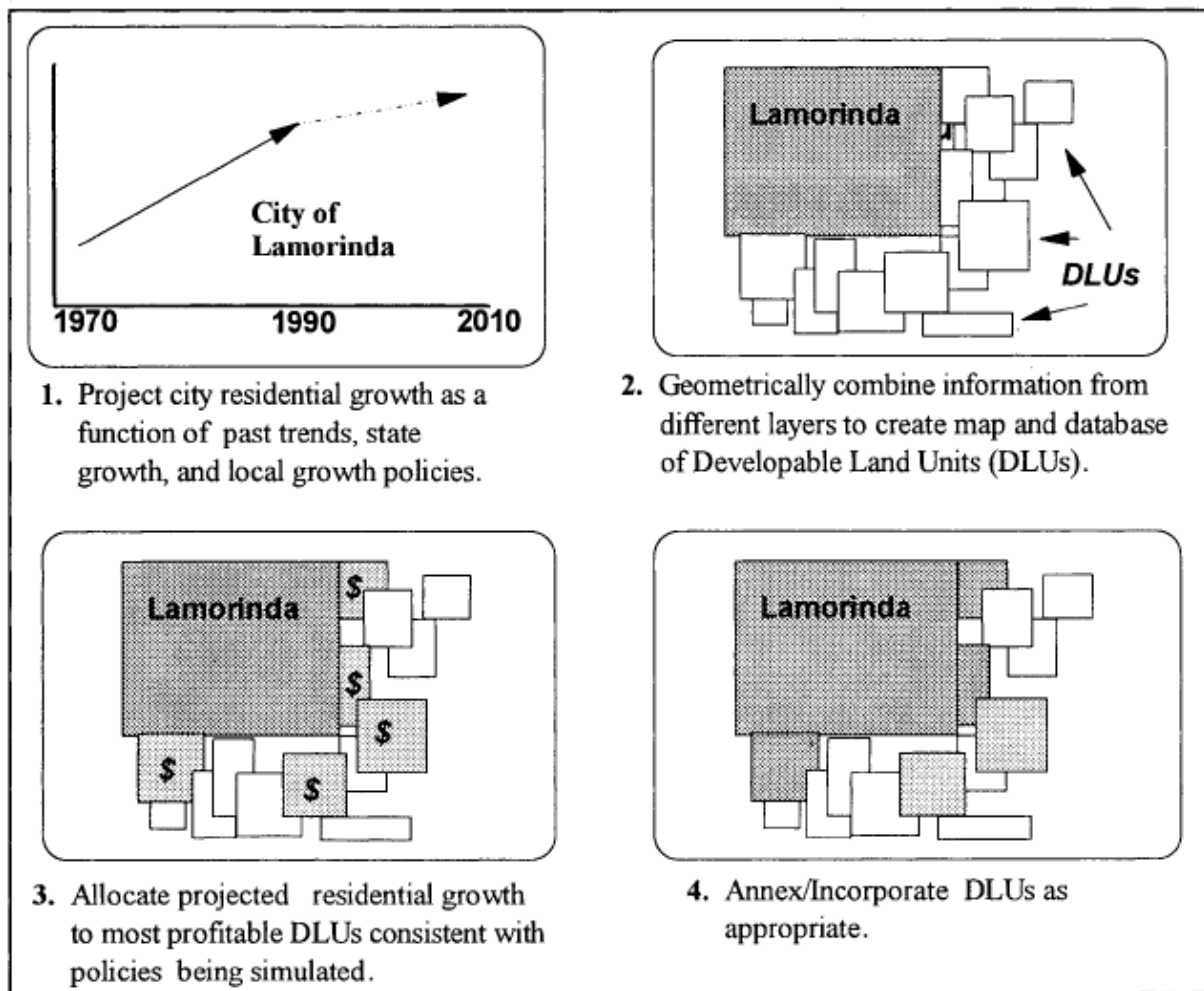 City of
Lamorinda
1970 1990 2010
1. Project city residential growth as a
function of past trends, state
growth, and local growth policies.
Lamorinda
DLUs
2. Geometrically combine information from
different layers to create map and database
of Developable Land Units (DLUs).
Lamorinda
$
$
$
$
$
3. Allocate projected residential growth
to most profitable DLUs consistent with
policies being simulated.
Lamorinda
4. Annex/Incorporate DLUs as
appropriate.